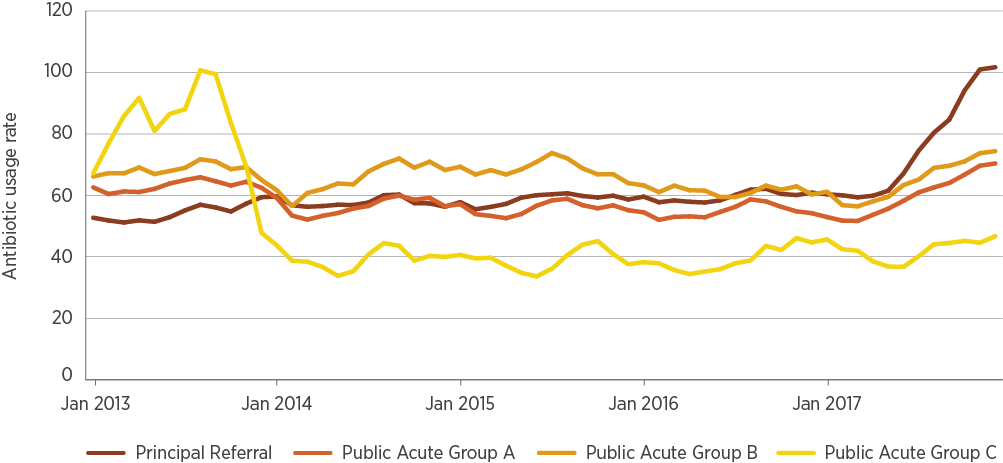 120
100
80
60
40
20
0
Antibiotic usage rate
Jan 2013 Jan 2014 Jan 2015 Jan 2016 Jan 2017
Principal Referral Public Acute Group A Public Acute Group B Public Acute Group C